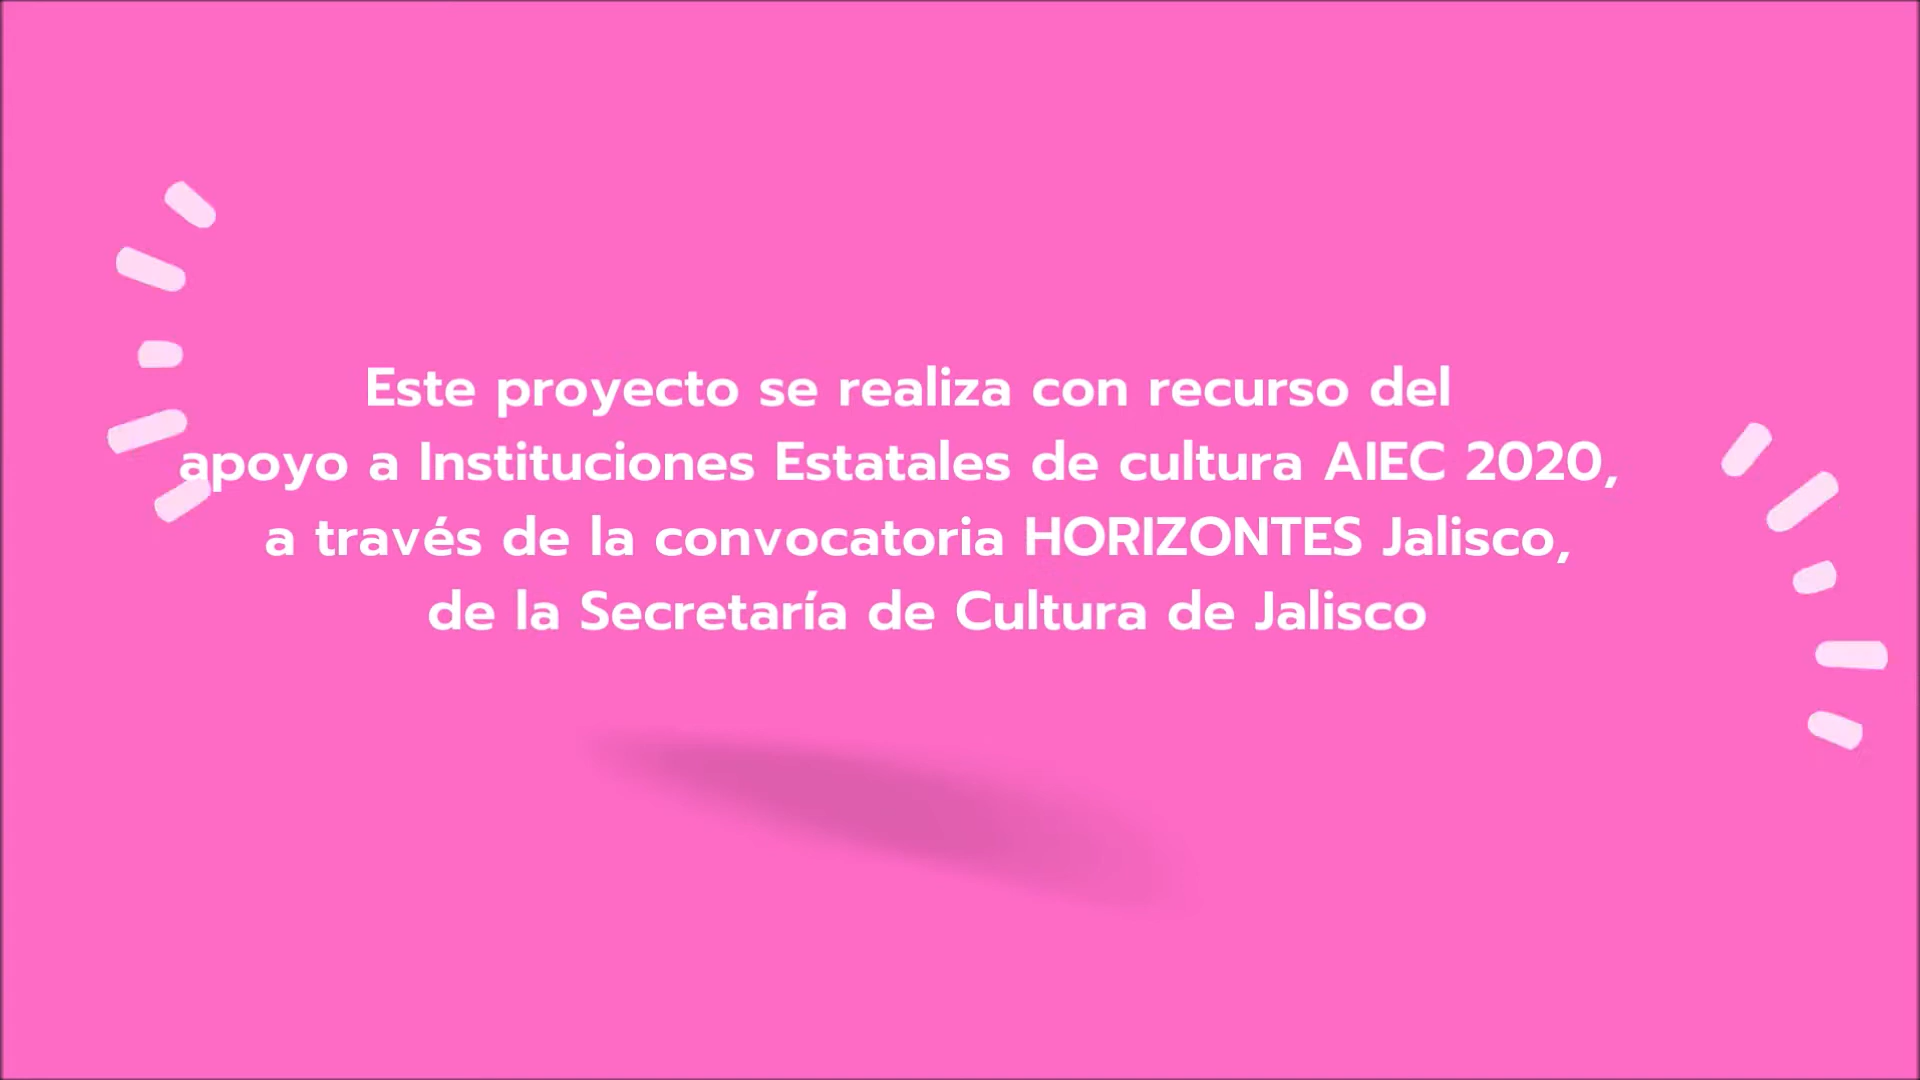 Este proyecto se realiza con recurso del
apoyo a Instituciones Estatales de cultura AIEC 2020,
a través de la convocatoria HORIZONTES Jalisco,
de la Secretaría de Cultura de Jalisco